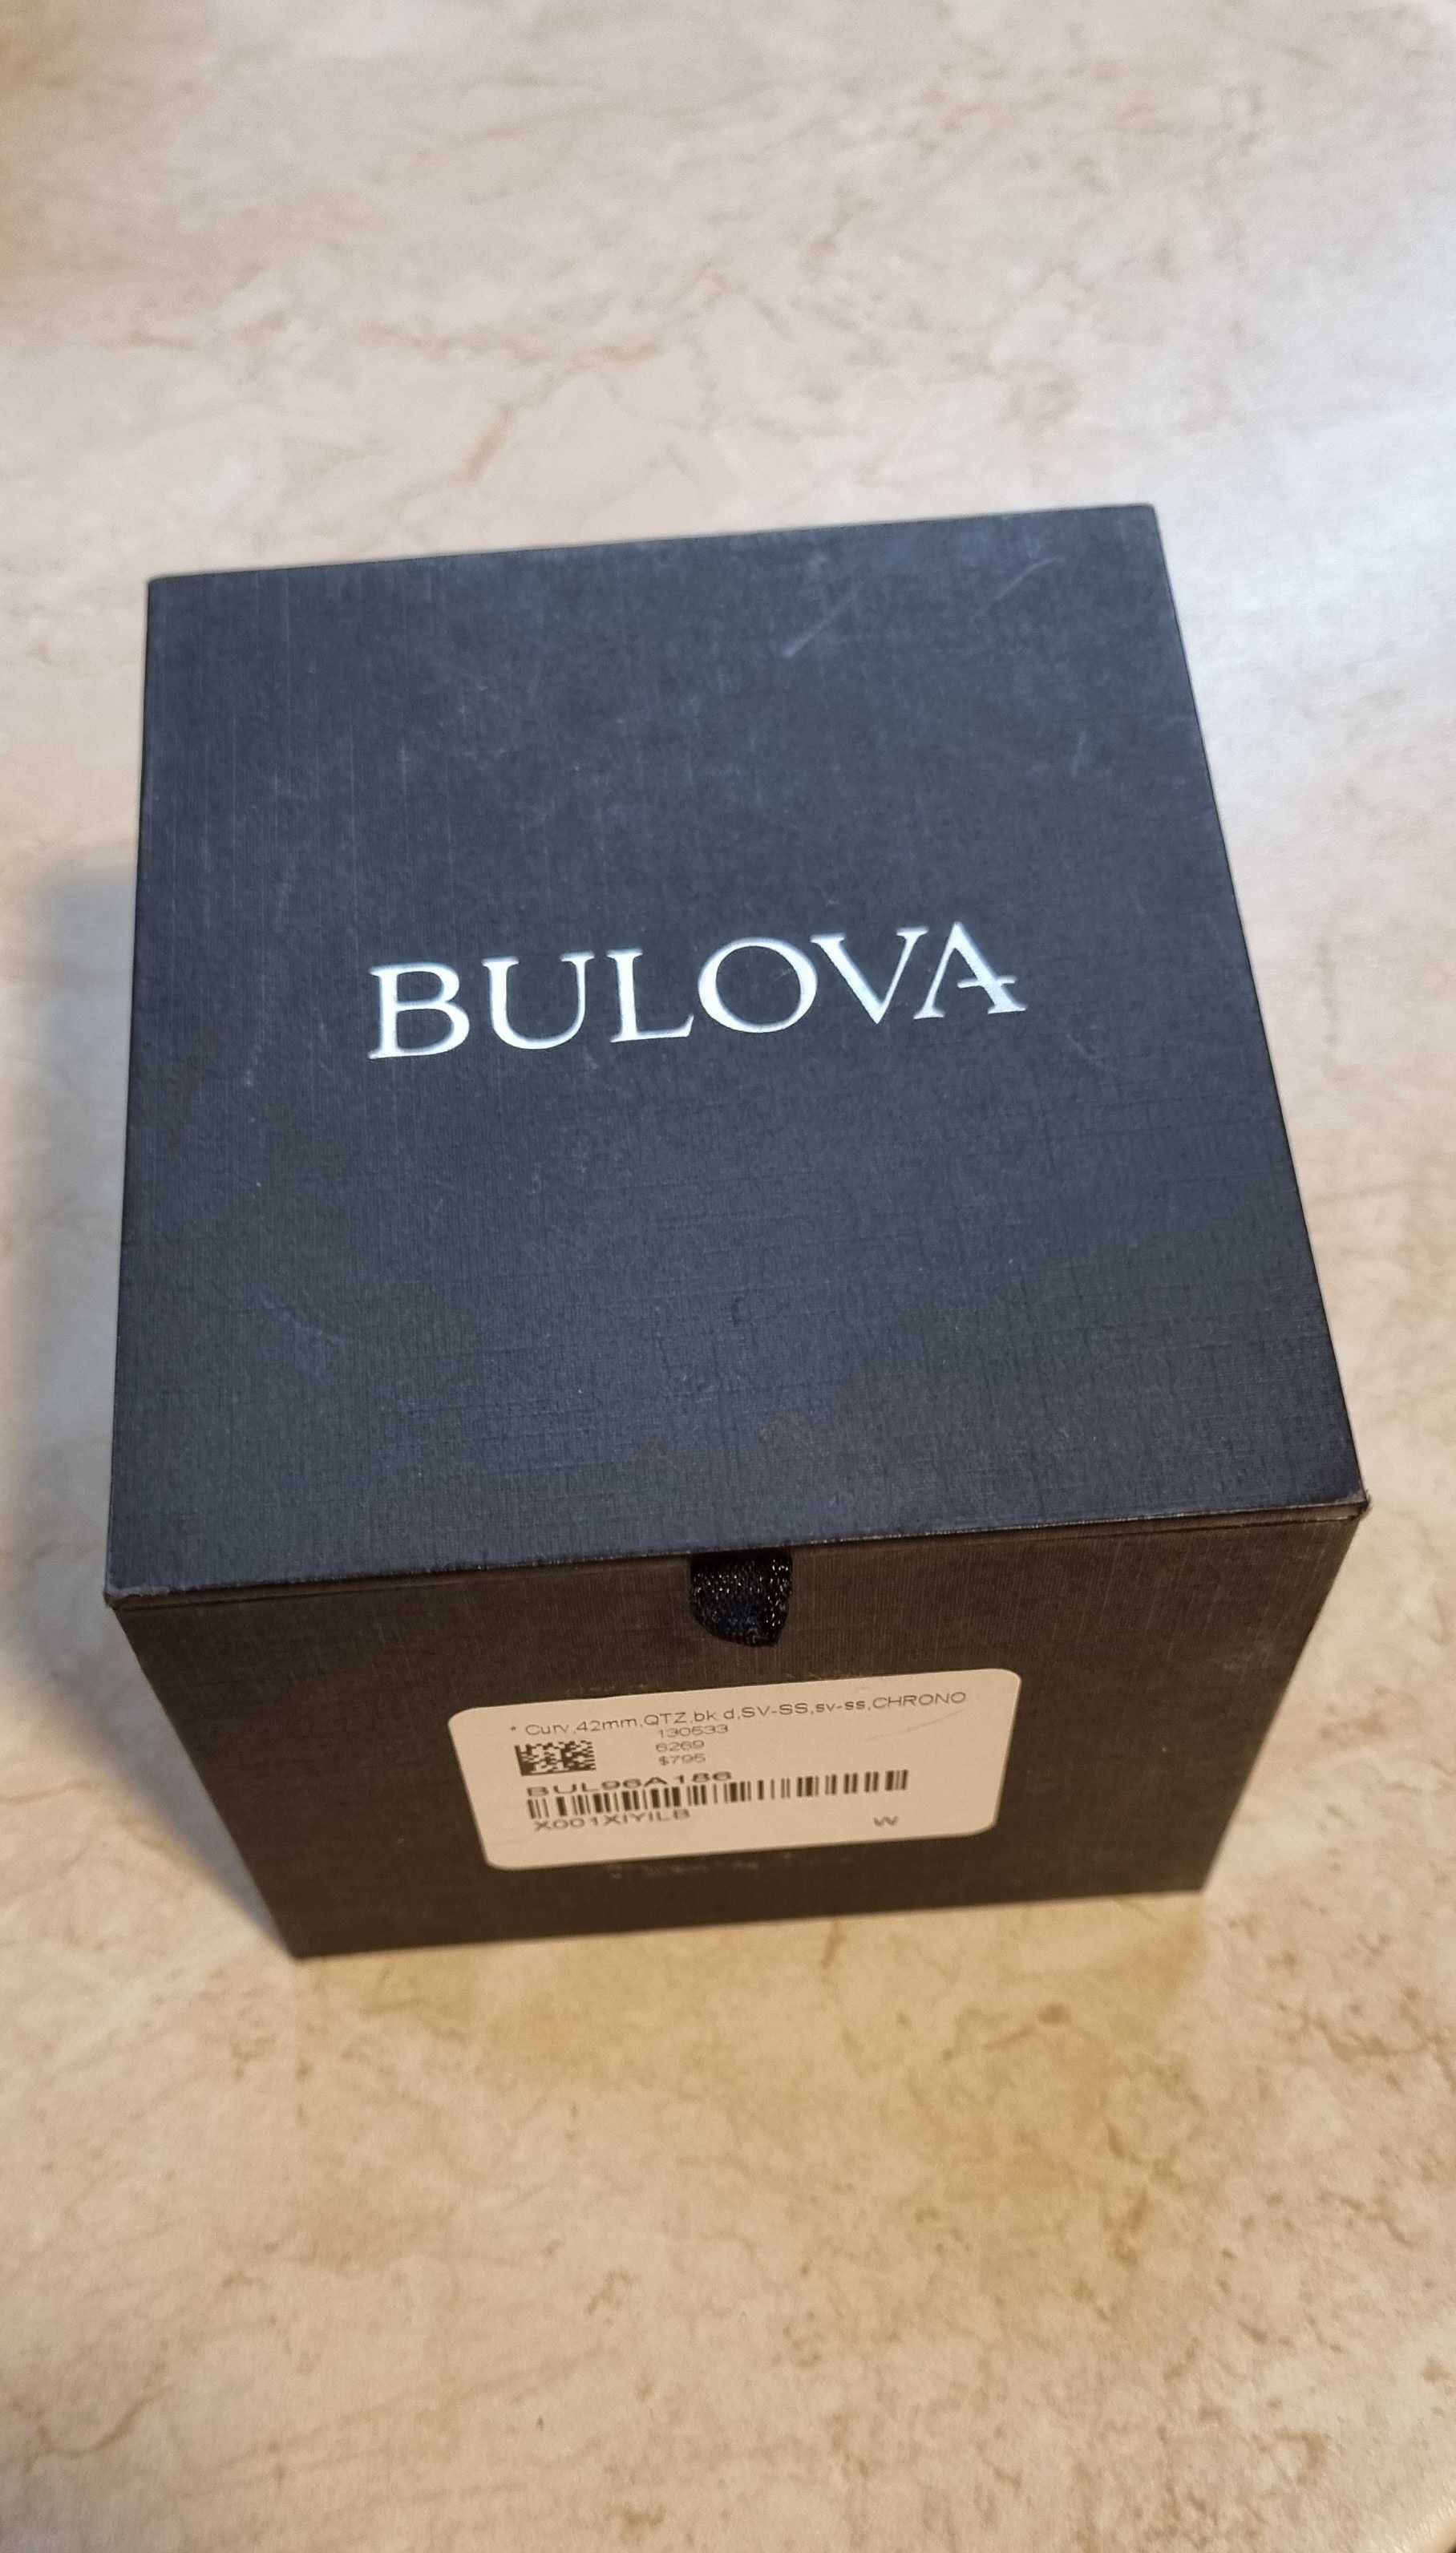 BULOVA
* Curv,42mm,QTZ,bk d,SV-SS,sv-ss,CHRONO
130533
6269
$795
BUL96A186
X001XIYILB
W